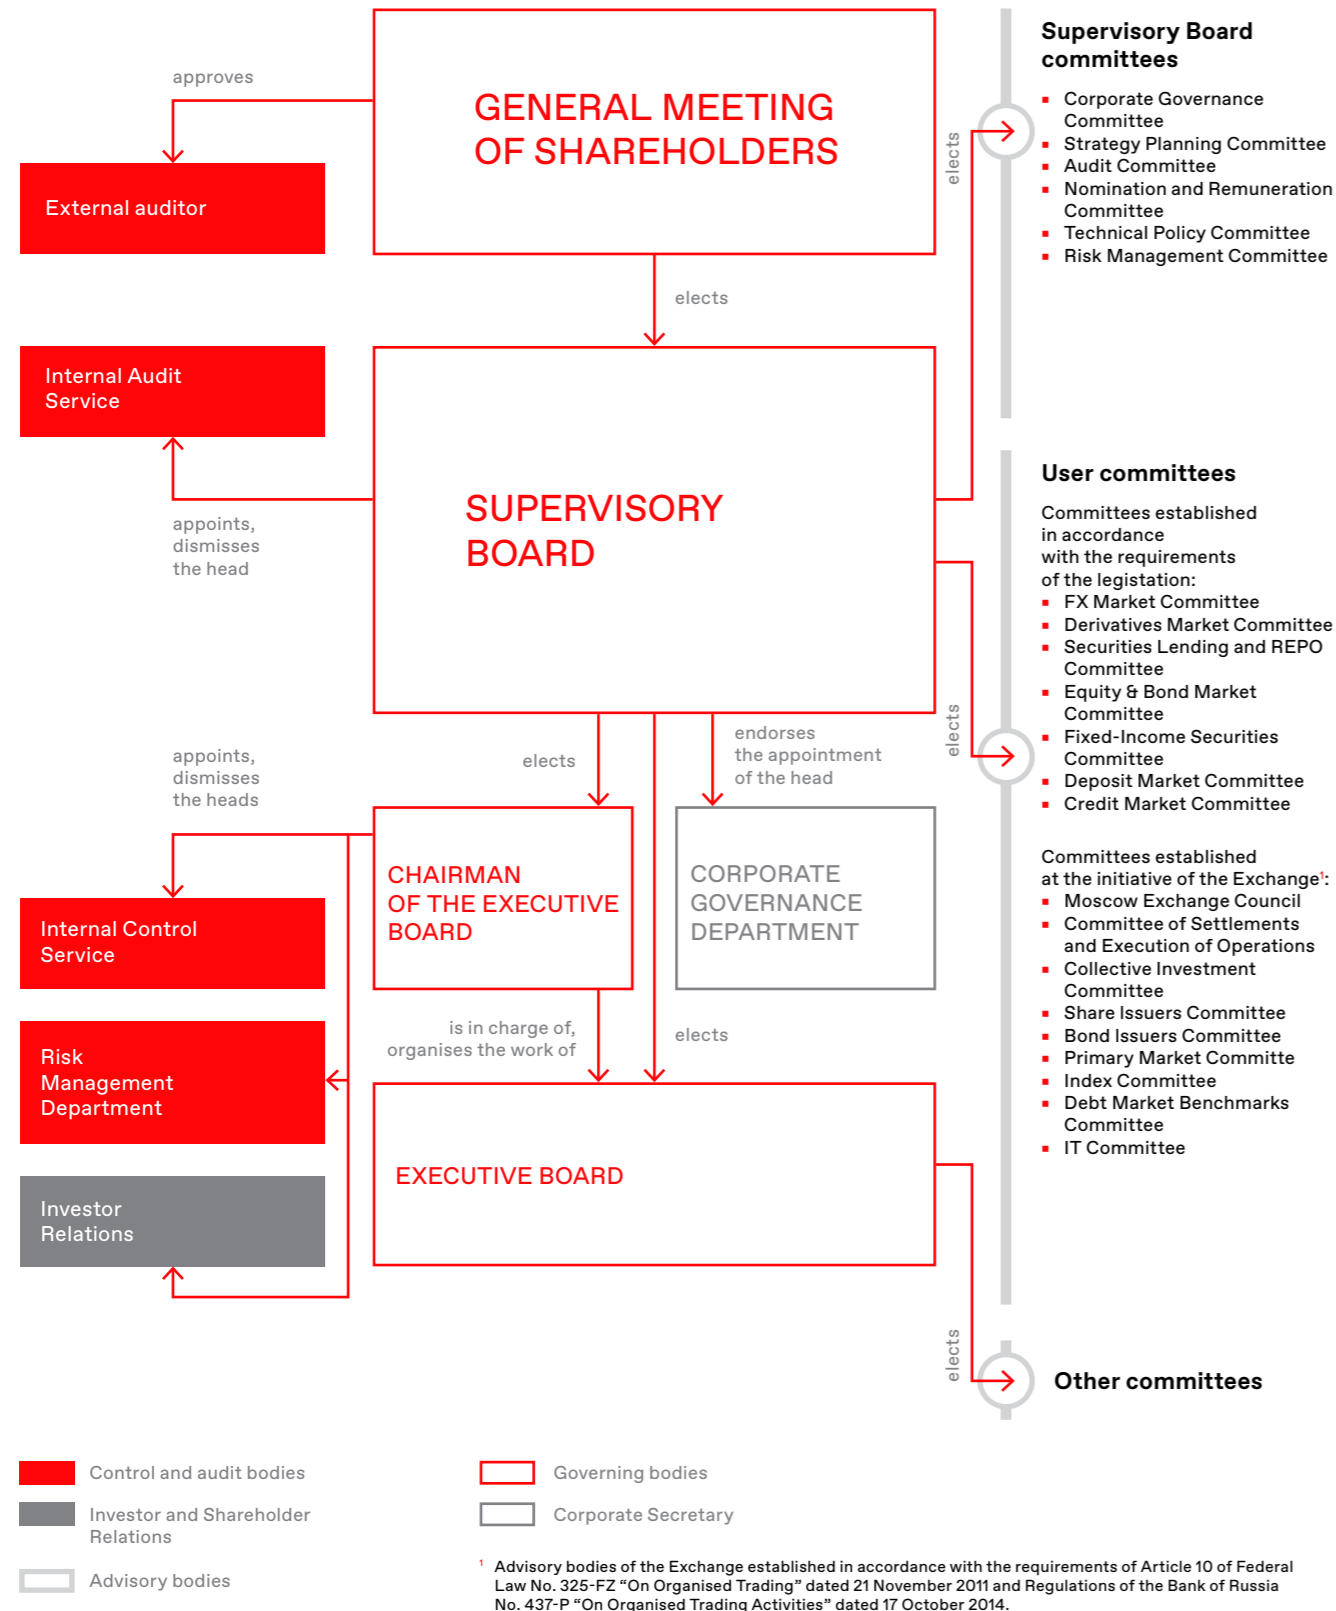 approves
GENERAL MEETING
OF SHAREHOLDERS
External auditor
elects
elects
Supervisory Board
committees
Corporate Governance
Committee
Strategy Planning Committee
Audit Committee
Nomination and Remuneration
Committee
Technical Policy Committee
Risk Management Committee
Internal Audit
Service
appoints,
dismisses
the head
SUPERVISORY
BOARD
User committees
Committees established
in accordance
with the requirements
of the legistation:
FX Market Committee
Derivatives Market Committee
Securities Lending and REPO
Committee
Equity & Bond Market
Committee
Fixed-Income Securities
Committee
Deposit Market Committee
Credit Market Committee
elects
appoints,
dismisses
the heads
elects
endorses
the appointment
of the head
CHAIRMAN
OF THE EXECUTIVE
BOARD
CORPORATE
GOVERNANCE
DEPARTMENT
Committees established
at the initiative of the Exchange¹:
Moscow Exchange Council
Committee of Settlements
and Execution of Operations
Collective Investment
Committee
Share Issuers Committee
Bond Issuers Committee
Primary Market Committe
Index Committee
Debt Market Benchmarks
Committee
IT Committee
Internal Control
Service
is in charge of,
organises the work of
elects
Risk
Management
Department
EXECUTIVE BOARD
Investor
Relations
elects
Other committees
Control and audit bodies
Investor and Shareholder
Relations
Advisory bodies
Governing bodies
Corporate Secretary
¹ Advisory bodies of the Exchange established in accordance with the requirements of Article 10 of Federal
Law No. 325-FZ “On Organised Trading” dated 21 November 2011 and Regulations of the Bank of Russia
No. 437-P “On Organised Trading Activities” dated 17 October 2014.